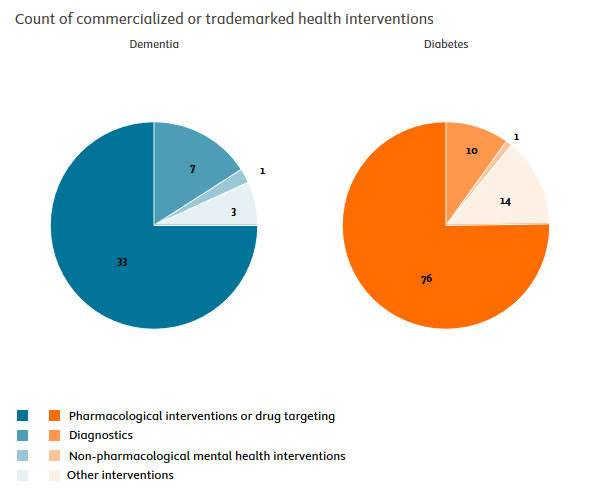 Count of commercialized or trademarked health interventions
Dementia Diabetes
7 1 3 33
10 1 14 76
Pharmacological interventions or drug targeting
Diagnostics
Non-pharmacological mental health interventions
Other interventions